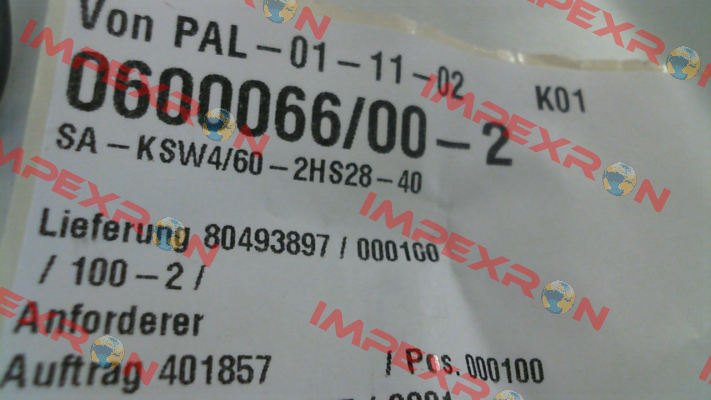 Von PAL-01-11-02 K01
0600066/00-2
SA-KSW4/60-2HS28-40
Lieferung 80493897 / 000100
/ 100-2 /
Anforderer
Auftrag 401857 / Pos. 000100
IMPEXRON